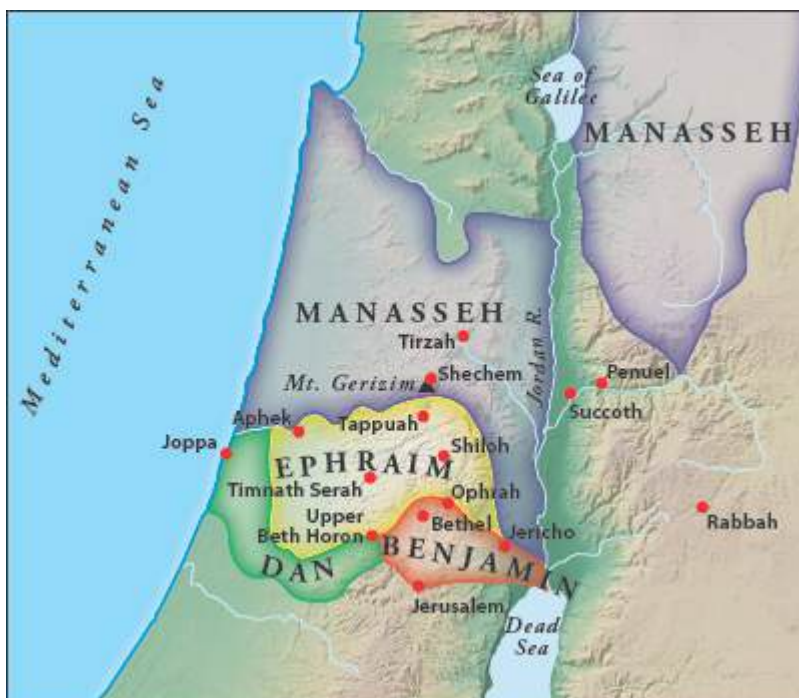 Sea of
Galilee
MANASSEH
Mediterranean Sea
MANASSEH
Tirzah
Jordan R.
Mt. Gerizim
Shechem
Penuel
Succoth
Aphek
Tappuah
Joppa
Shiloh
EPHRAIM
Timnath Serah
Ophrah
Upper
Beth Horon
Bethel
Rabbah
Jericho
BENJAMIN
DAN
Jerusalem
Dead
Sea